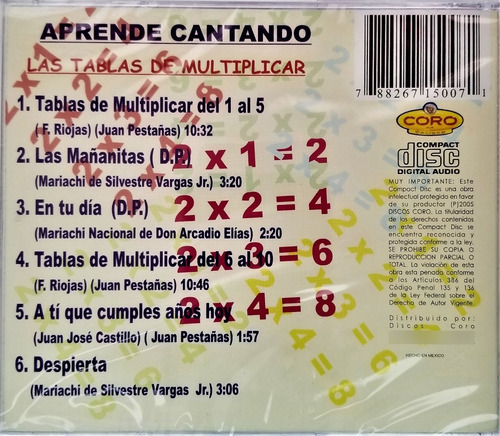 APRENDE CANTANDO
LAS TABLAS DE MULTIPLICAR
1. Tablas de Multiplicar del 1 al 5
( F. Riojas) (Juan Pestañas) 10:32
2. Las Mañanitas ( D.P.)
(Mariachi de Silvestre Vargas Jr.) 3:20
3. En tu día (D.P.)
(Mariachi Nacional de Don Arcadio Elías) 2:20
4. Tablas de Multiplicar del 6 al 10
(F. Riojas) (Juan Pestañas) 10:46
5. A tí que cumples años hoy
(Juan José Castillo) ( Juan Pestañas) 1:57
6. Despierta
(Mariachi de Silvestre Vargas Jr.) 3:06
2 x 1 = 2
2 x 2 = 4
2 x 3 = 6
2 x 4 = 8
7 88267 15007 1
CORO
COMPACT
disc
DIGITAL AUDIO
MUY IMPORTANTE: Este
Compact Disc es una obra
intelectual protegido en favor
de su productor (P)2005
DISCOS CORO. La titularidad
de los derechos contenidos
en este Compact Disc se
encuentra reconocida y
protegida conforme a la ley.
SE PROHIBE SU COPIA O
REPRODUCCION PARCIAL O
TOTAL. La violación de esta
obra esta penada, conforme
a los Artículos 386 del
Código Penal 135 y 136
de la Ley Federal sobre el
Derecho de Autor Vigente.
Distribuido por:
Discos Coro
HECHO EN MEXICO